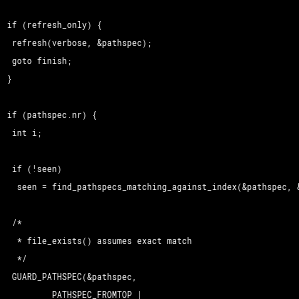 if (refresh_only) {
refresh(verbose, &pathspec);
goto finish;
}
if (pathspec.nr) {
int i;
if (!seen)
seen = find_pathspecs_matching_against_index(&pathspec, &
/*
* file_exists() assumes exact match
*/
GUARD_PATHSPEC(&pathspec,
PATHSPEC_FROMTOP |